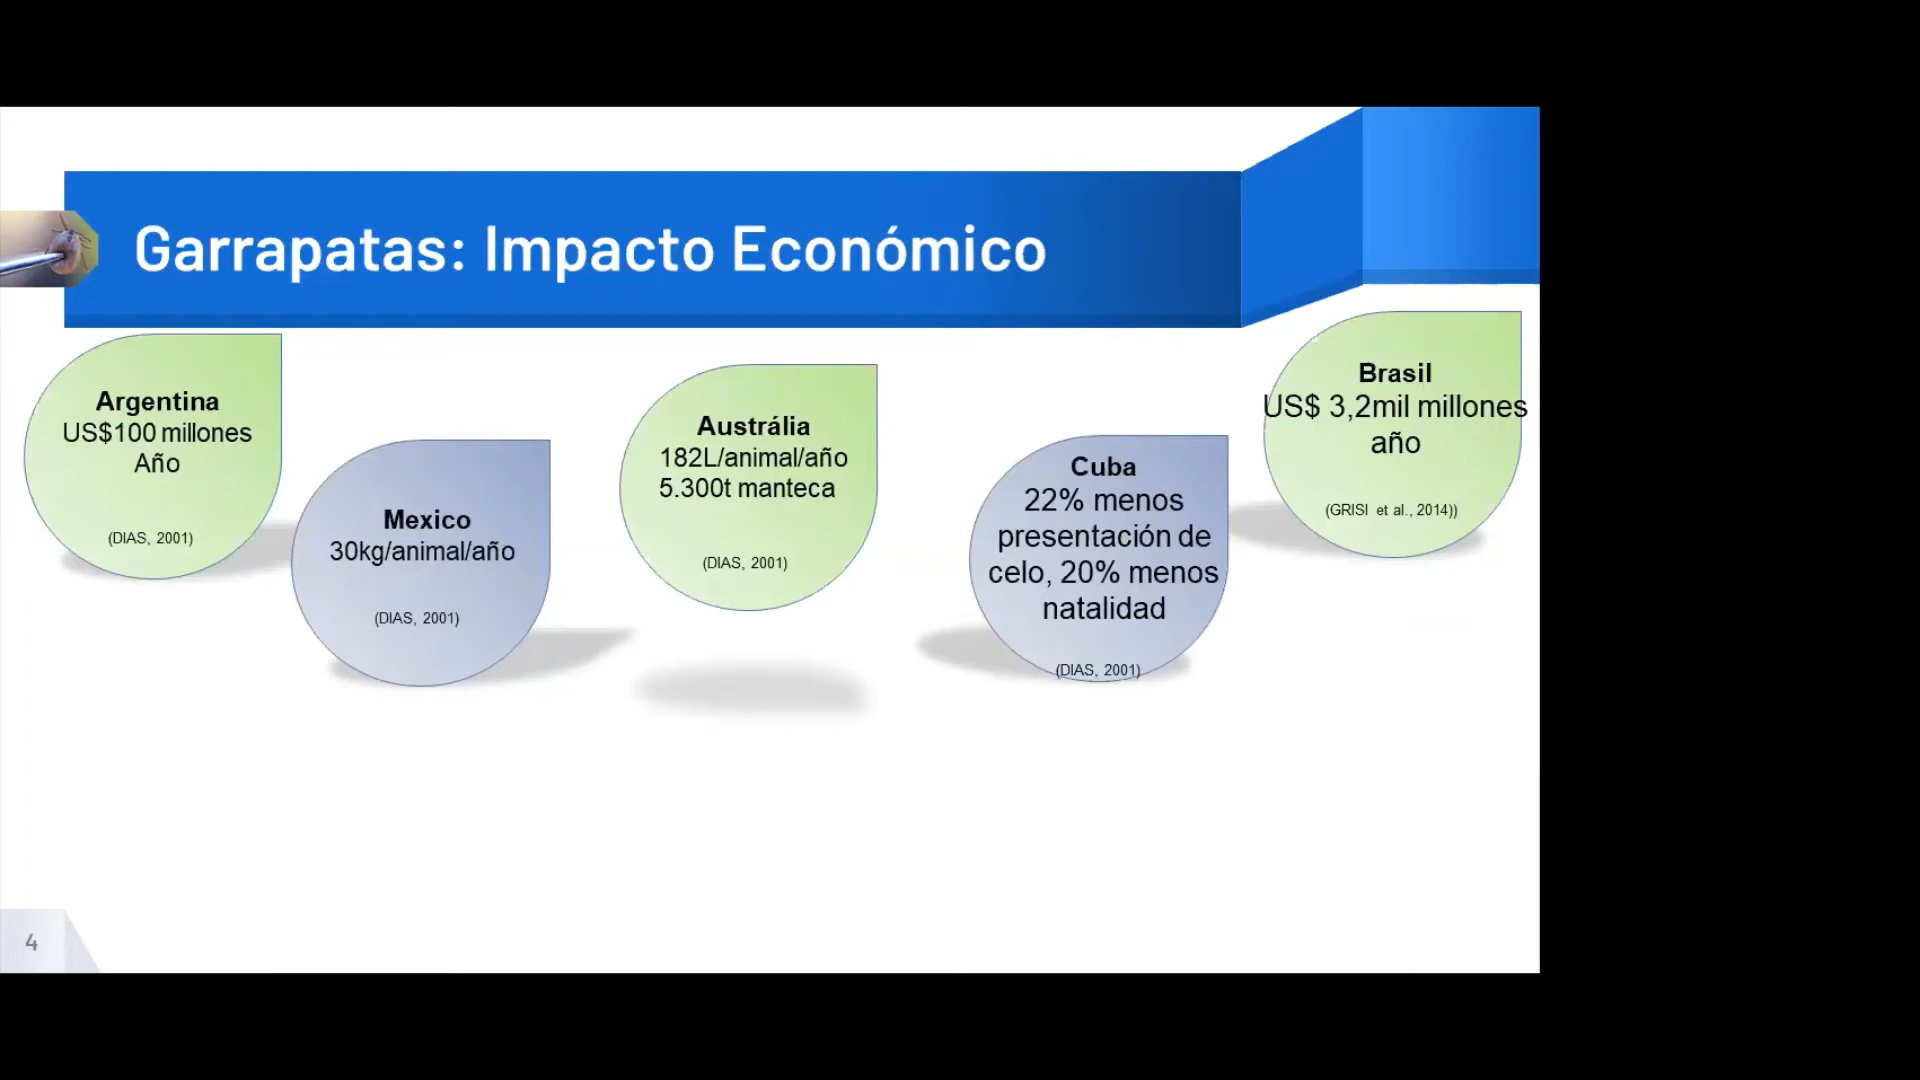 Garrapatas: Impacto Económico
Argentina
US$100 millones
Año
(DIAS, 2001)
Mexico
30kg/animal/año
(DIAS, 2001)
Austrália
182L/animal/año
5.300t manteca
(DIAS, 2001)
Cuba
22% menos
presentación de
celo, 20% menos
natalidad
(DIAS, 2001)
Brasil
US$ 3,2mil millones
año
(GRISI et al., 2014))
4